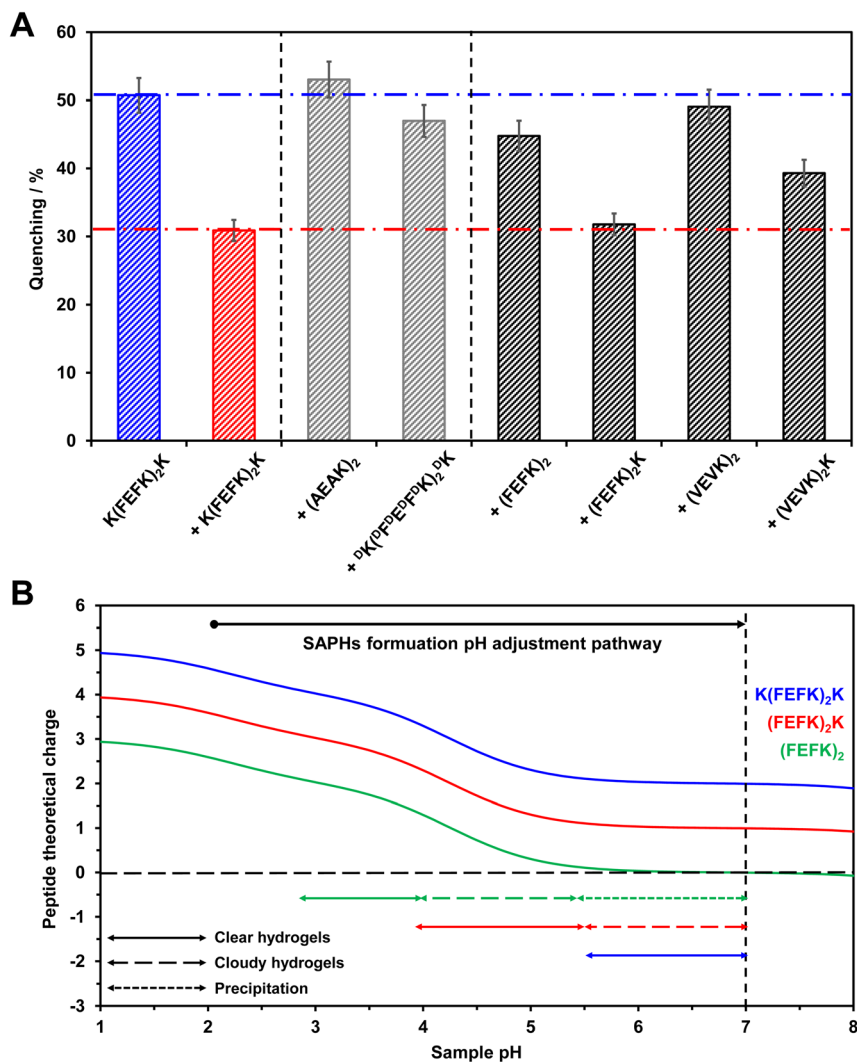 A
60
50
40
30
20
10
0
Quenching / %
K(FEFK)₂K
+ K(FEFK)₂K
+ (AEAK)₂
+ ᴰK(ᴰFᴰEᴰFᴰK)₂ᴰK
+ (FEFK)₂
+ (FEFK)₂K
+ (VEVK)₂
+ (VEVK)₂K
B
6
5
4
3
2
1
0
-1
-2
-3
Peptide theoretical charge
SAPHs formuation pH adjustment pathway
K(FEFK)₂K
(FEFK)₂K
(FEFK)₂
Clear hydrogels
Cloudy hydrogels
Precipitation
1 2 3 4 5 6 7 8
Sample pH